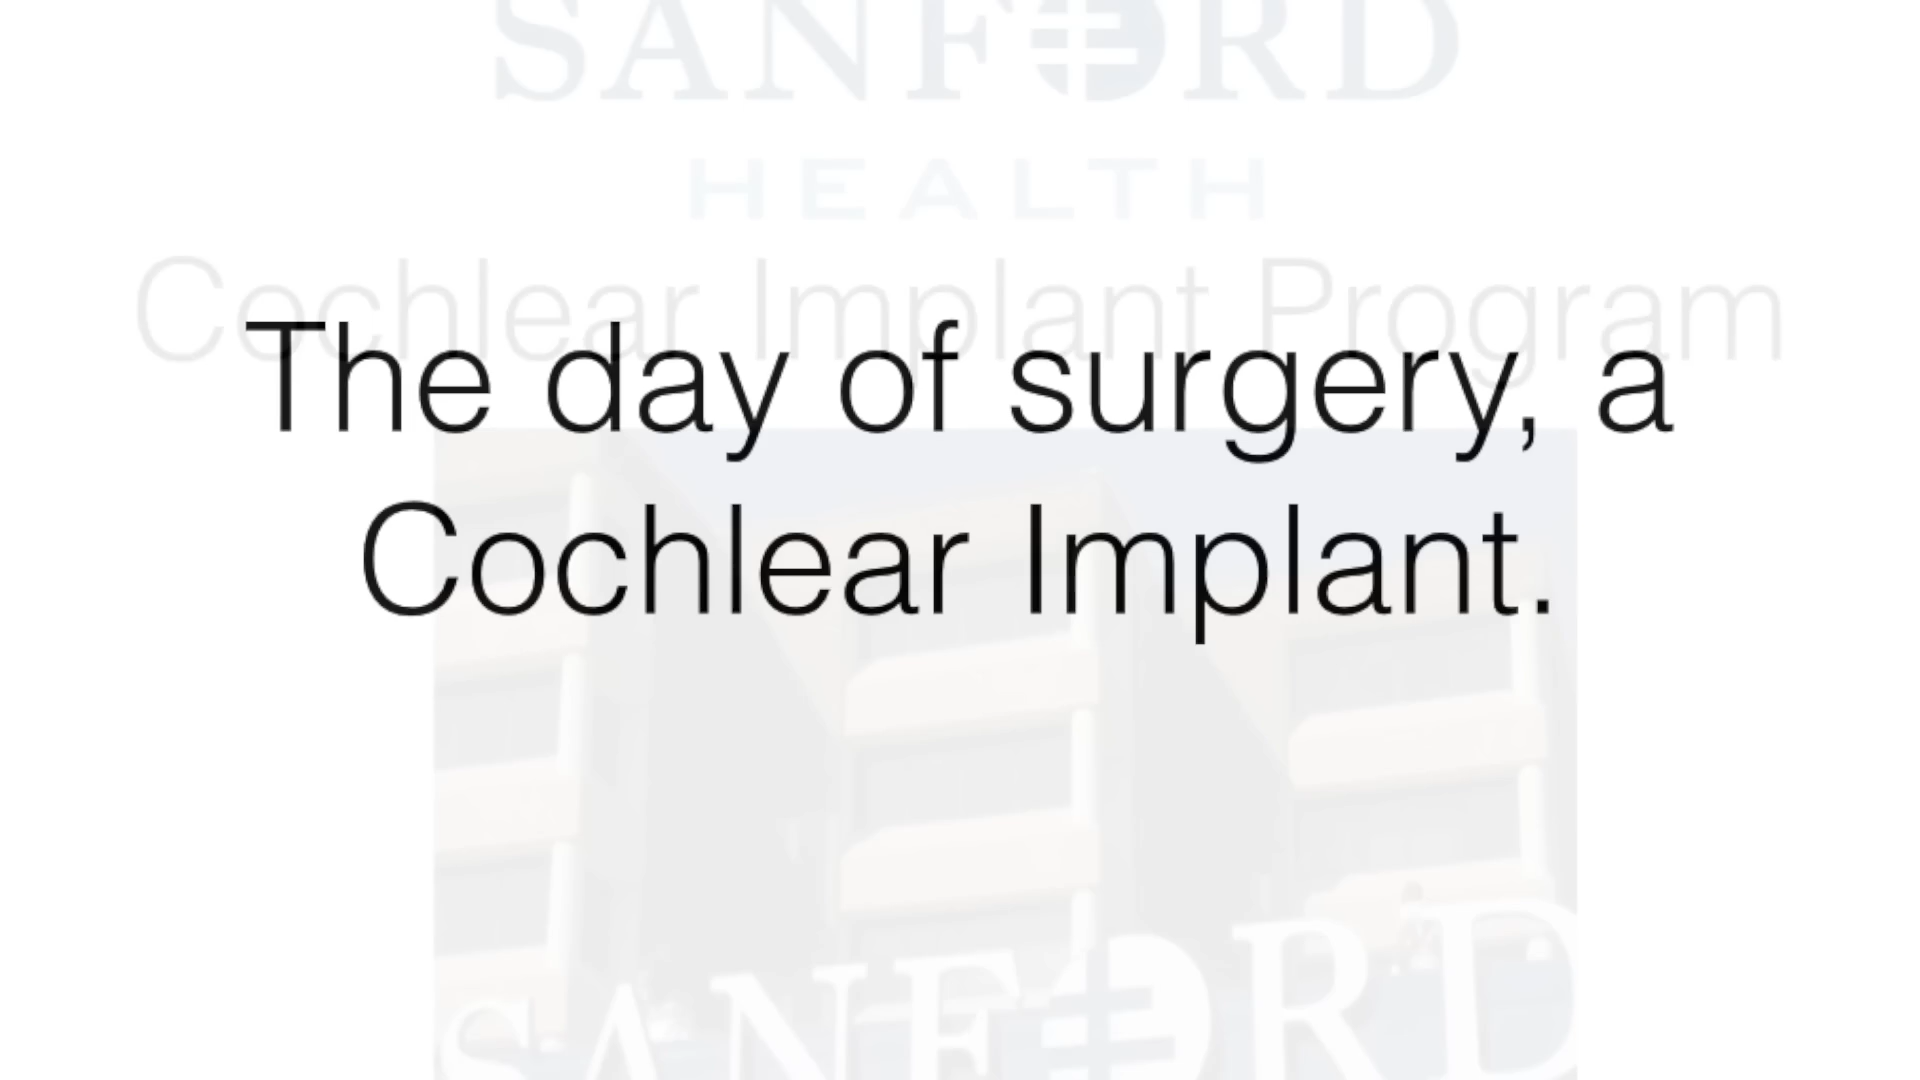 SANFORD
HEALTH
Cochlear Implant Program
The day of surgery, a
Cochlear Implant.
SANFORD